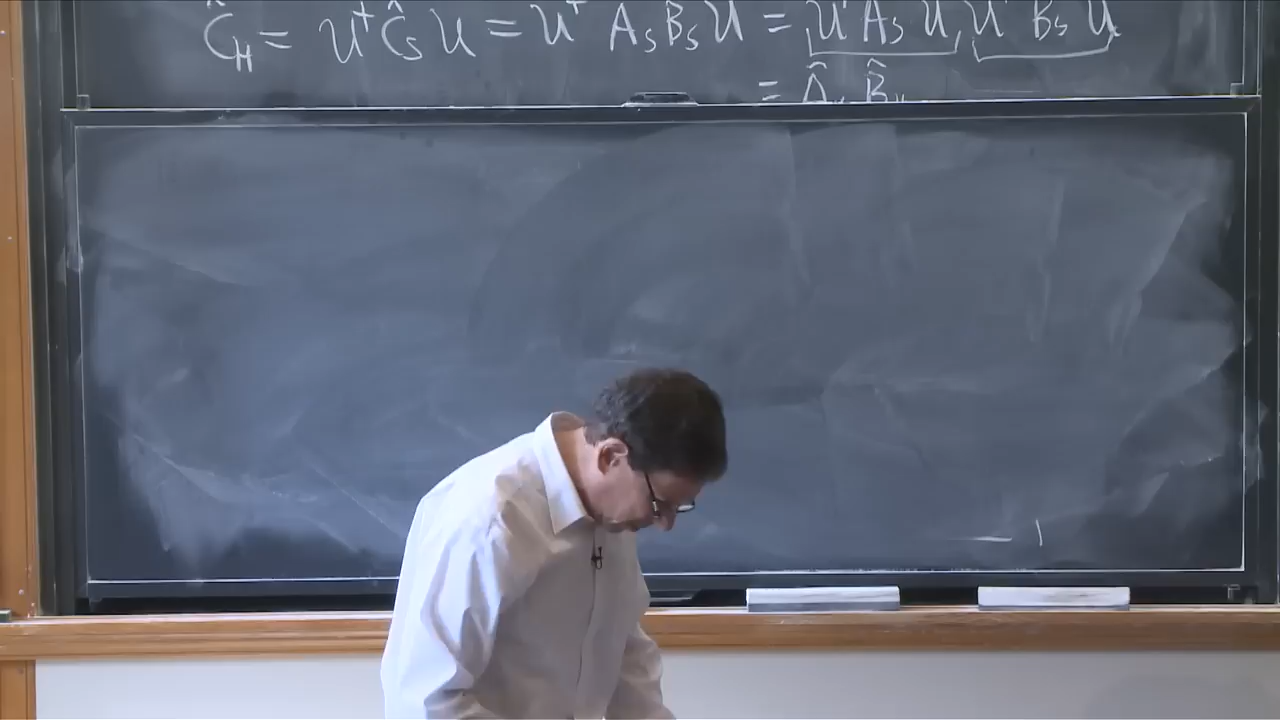 Ĉ_H = U†Ĉ_S U = U† A_S B_S U = U†A_S U, U† B_S U
= Â_H B̂_H